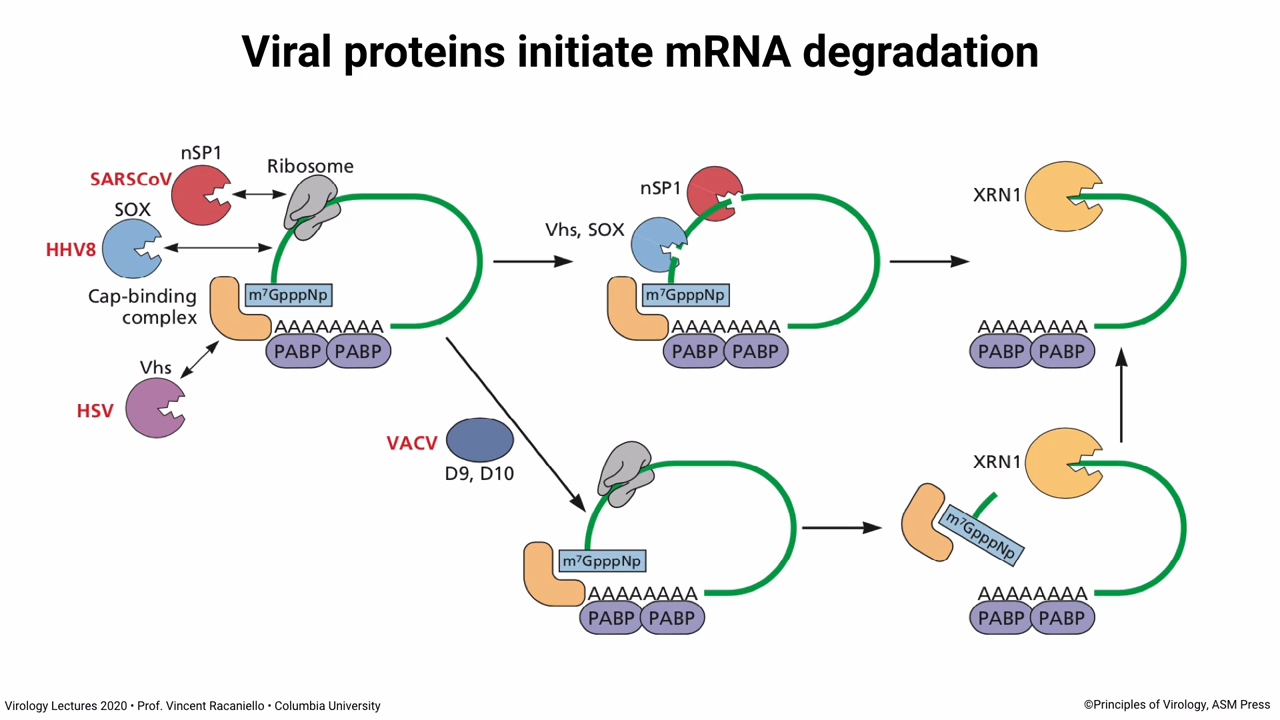 Viral proteins initiate mRNA degradation
nSP1
SARSCoV
Ribosome
SOX
HHV8
Cap-binding
complex
m⁷GpppNp
AAAAAAAA
PABP PABP
Vhs
HSV
nSP1
Vhs, SOX
m⁷GpppNp
AAAAAAAA
PABP PABP
XRN1
AAAAAAAA
PABP PABP
VACV
D9, D10
m⁷GpppNp
AAAAAAAA
PABP PABP
XRN1
m⁷GpppNp
AAAAAAAA
PABP PABP
Virology Lectures 2020 • Prof. Vincent Racaniello • Columbia University
©Principles of Virology, ASM Press